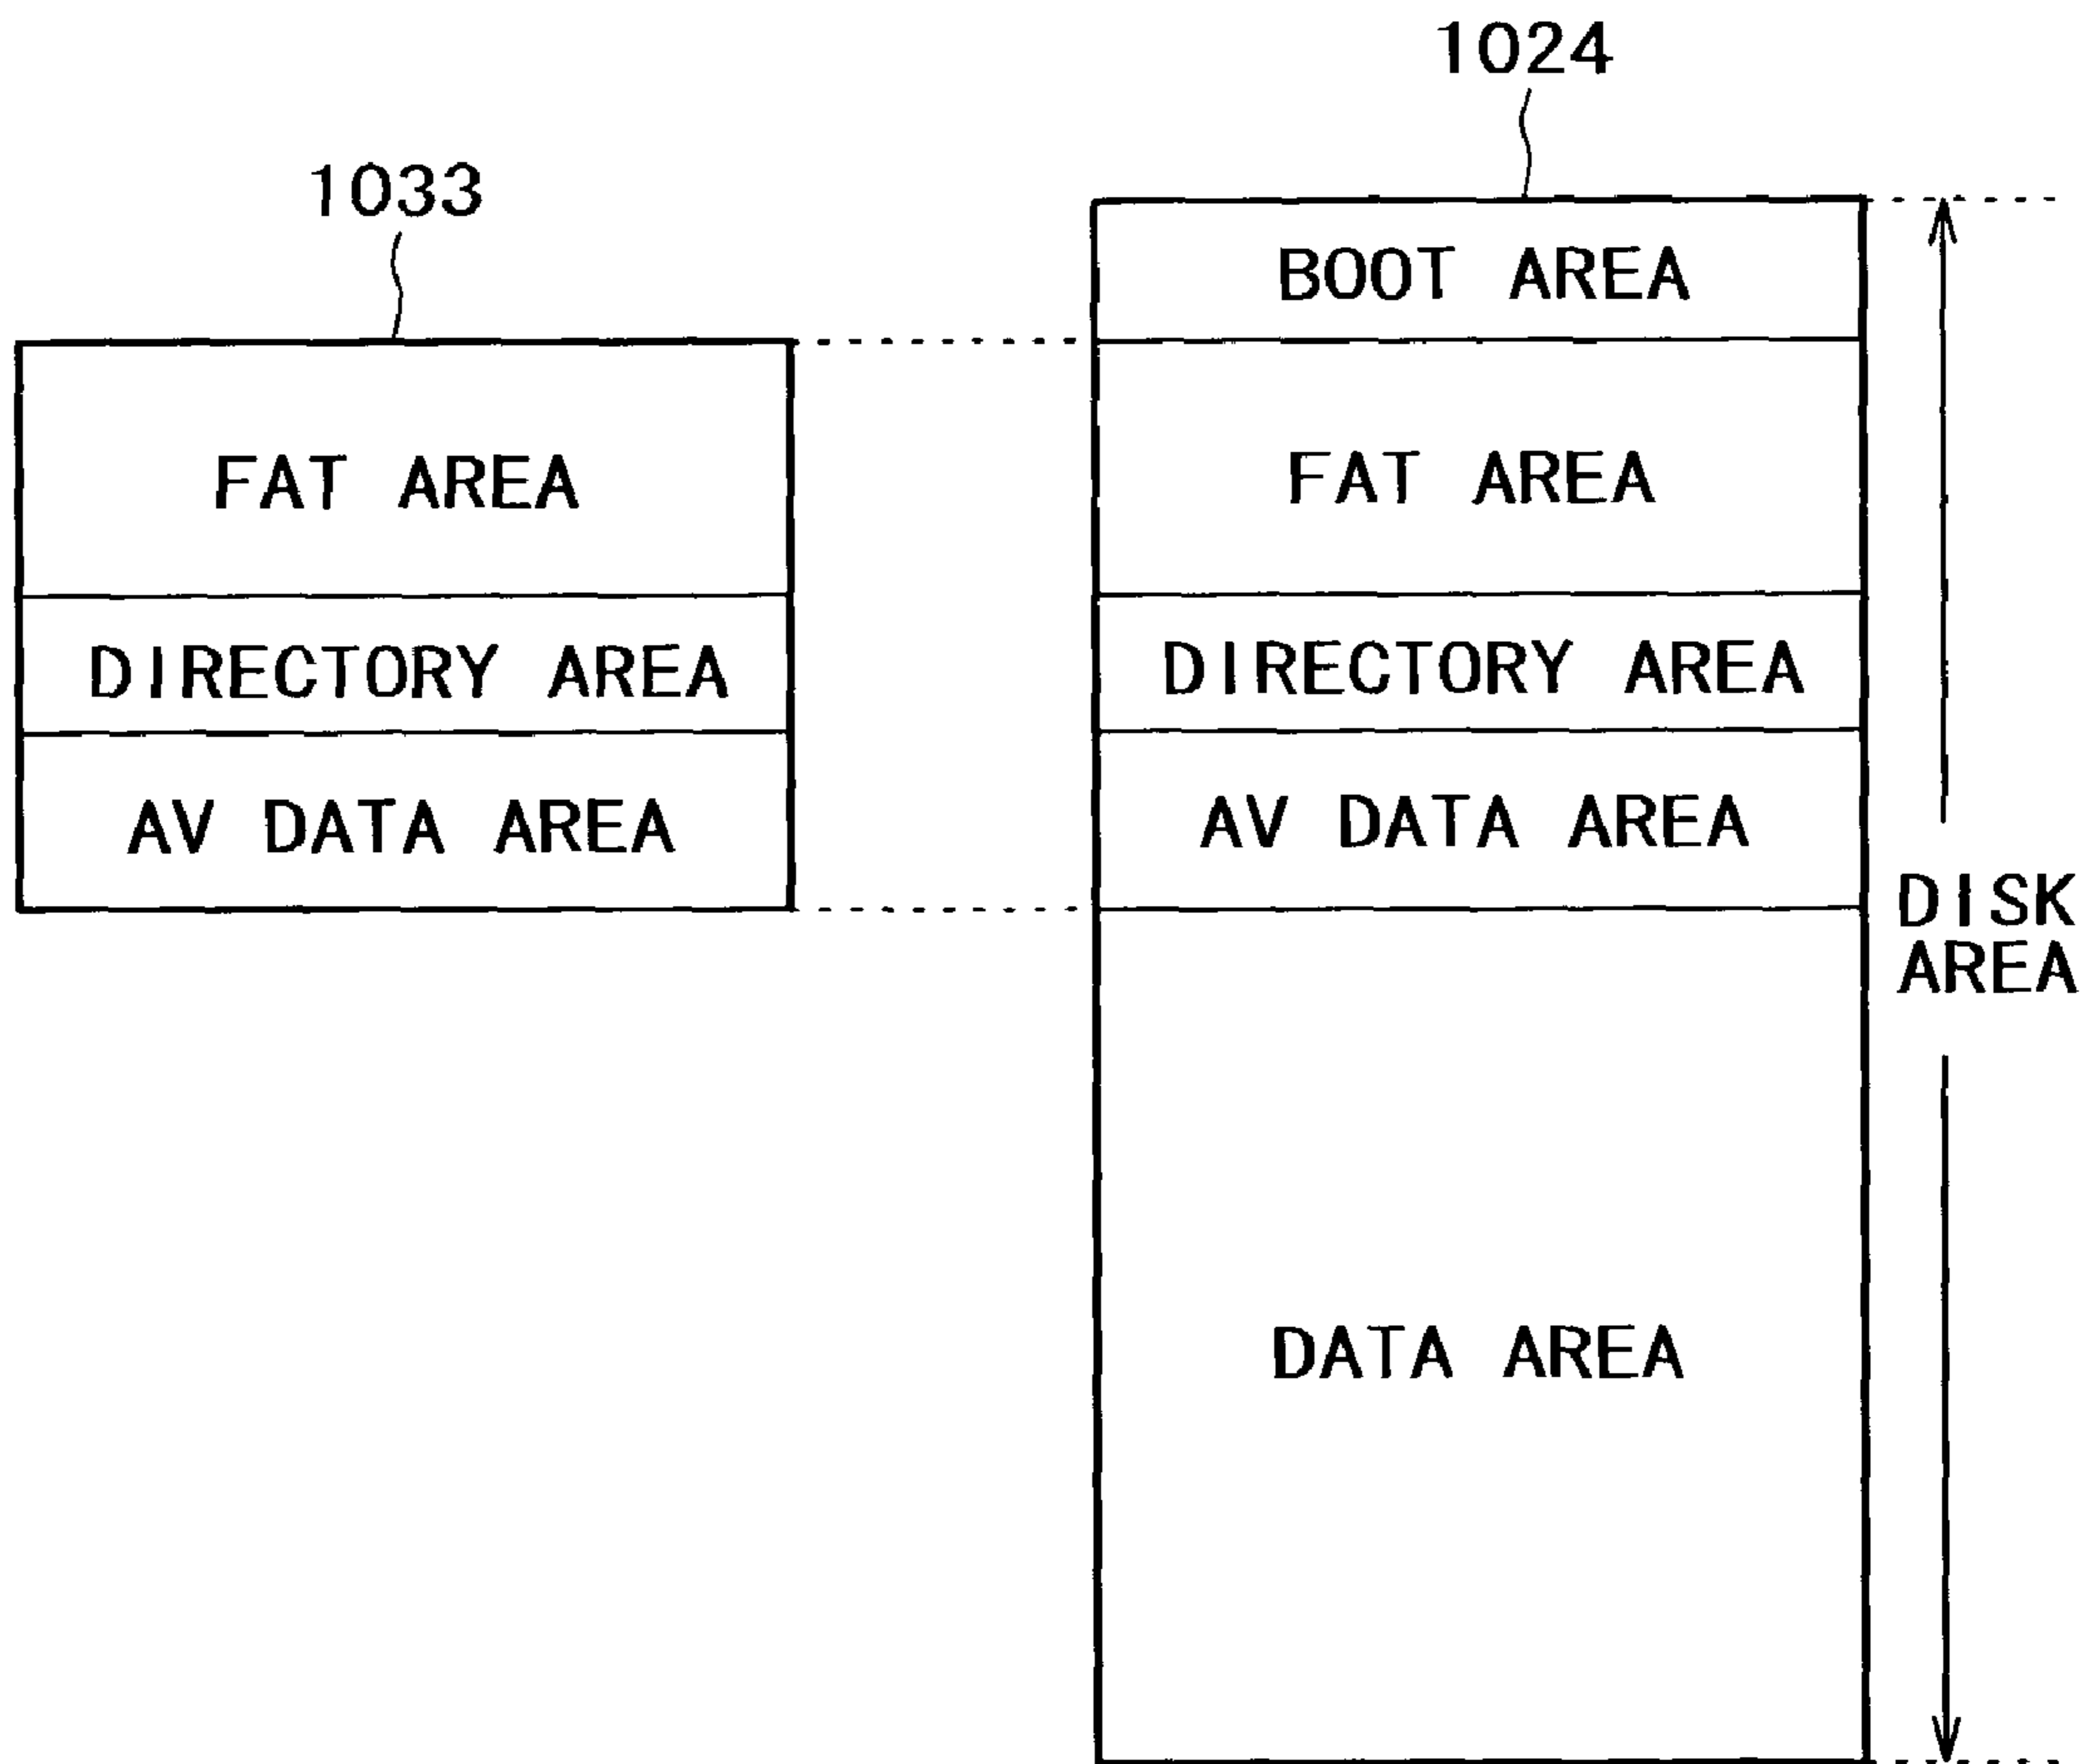 1033
FAT AREA
DIRECTORY AREA
AV DATA AREA
1024
BOOT AREA
FAT AREA
DIRECTORY AREA
AV DATA AREA
DATA AREA
DISK
AREA